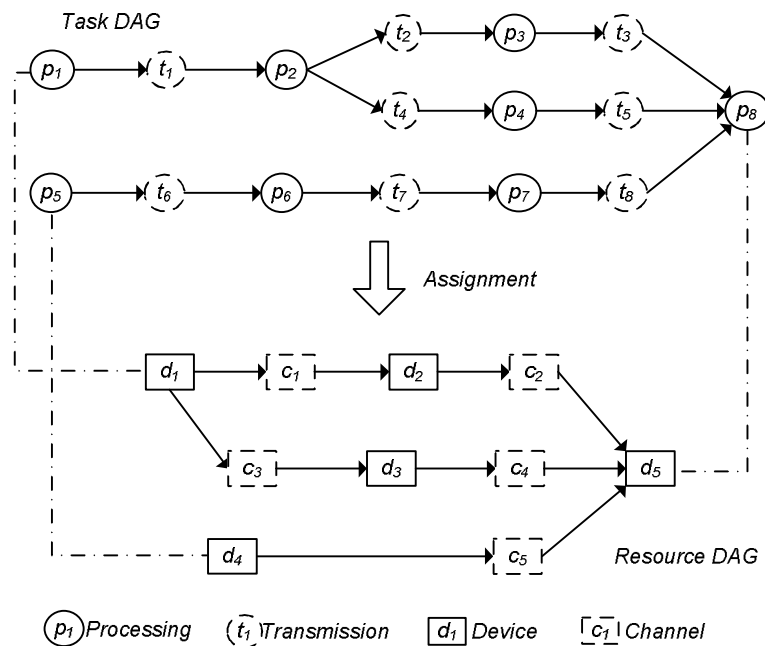 Task DAG
t2 p3 t3
p1 t1 p2
t4 p4 t5 p8
p5 t6 p6 t7 p7 t8
Assignment
d1 c1 d2 c2
c3 d3 c4 d5
d4 c5 Resource DAG
p1 Processing t1 Transmission d1 Device c1 Channel